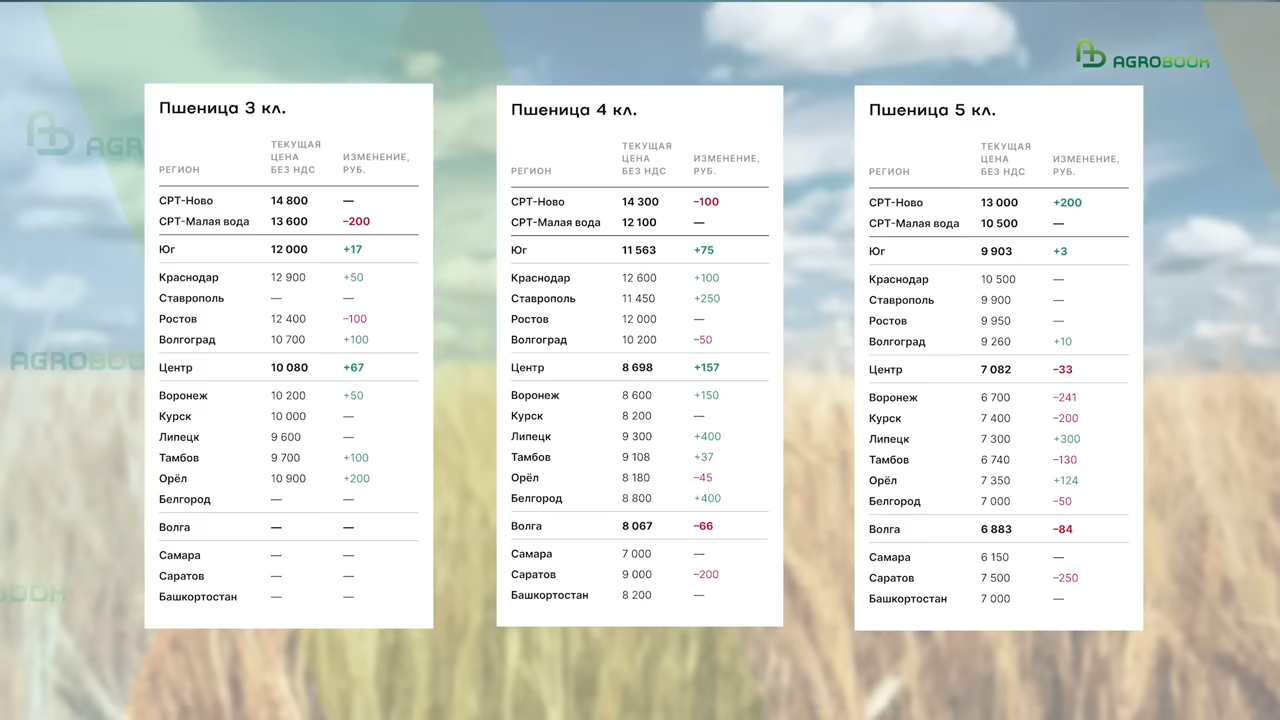 AGROBOOK
AGRO
AGROBOO
BOOK
Пшеница 3 кл.
РЕГИОН ТЕКУЩАЯ ЦЕНА БЕЗ НДС ИЗМЕНЕНИЕ, РУБ.
СРТ-Ново 14 800 —
СРТ-Малая вода 13 600 –200
Юг 12 000 +17
Краснодар 12 900 +50
Ставрополь — —
Ростов 12 400 –100
Волгоград 10 700 +100
Центр 10 080 +67
Воронеж 10 200 +50
Курск 10 000 —
Липецк 9 600 —
Тамбов 9 700 +100
Орёл 10 900 +200
Белгород — —
Волга — —
Самара — —
Саратов — —
Башкортостан — —
Пшеница 4 кл.
РЕГИОН ТЕКУЩАЯ ЦЕНА БЕЗ НДС ИЗМЕНЕНИЕ, РУБ.
СРТ-Ново 14 300 –100
СРТ-Малая вода 12 100 —
Юг 11 563 +75
Краснодар 12 600 +100
Ставрополь 11 450 +250
Ростов 12 000 —
Волгоград 10 200 –50
Центр 8 698 +157
Воронеж 8 600 +150
Курск 8 200 —
Липецк 9 300 +400
Тамбов 9 108 +37
Орёл 8 180 –45
Белгород 8 800 +400
Волга 8 067 –66
Самара 7 000 —
Саратов 9 000 –200
Башкортостан 8 200 —
Пшеница 5 кл.
РЕГИОН ТЕКУЩАЯ ЦЕНА БЕЗ НДС ИЗМЕНЕНИЕ, РУБ.
СРТ-Ново 13 000 +200
СРТ-Малая вода 10 500 —
Юг 9 903 +3
Краснодар 10 500 —
Ставрополь 9 900 —
Ростов 9 950 —
Волгоград 9 260 +10
Центр 7 082 –33
Воронеж 6 700 –241
Курск 7 400 –200
Липецк 7 300 +300
Тамбов 6 740 –130
Орёл 7 350 +124
Белгород 7 000 –50
Волга 6 883 –84
Самара 6 150 —
Саратов 7 500 –250
Башкортостан 7 000 —